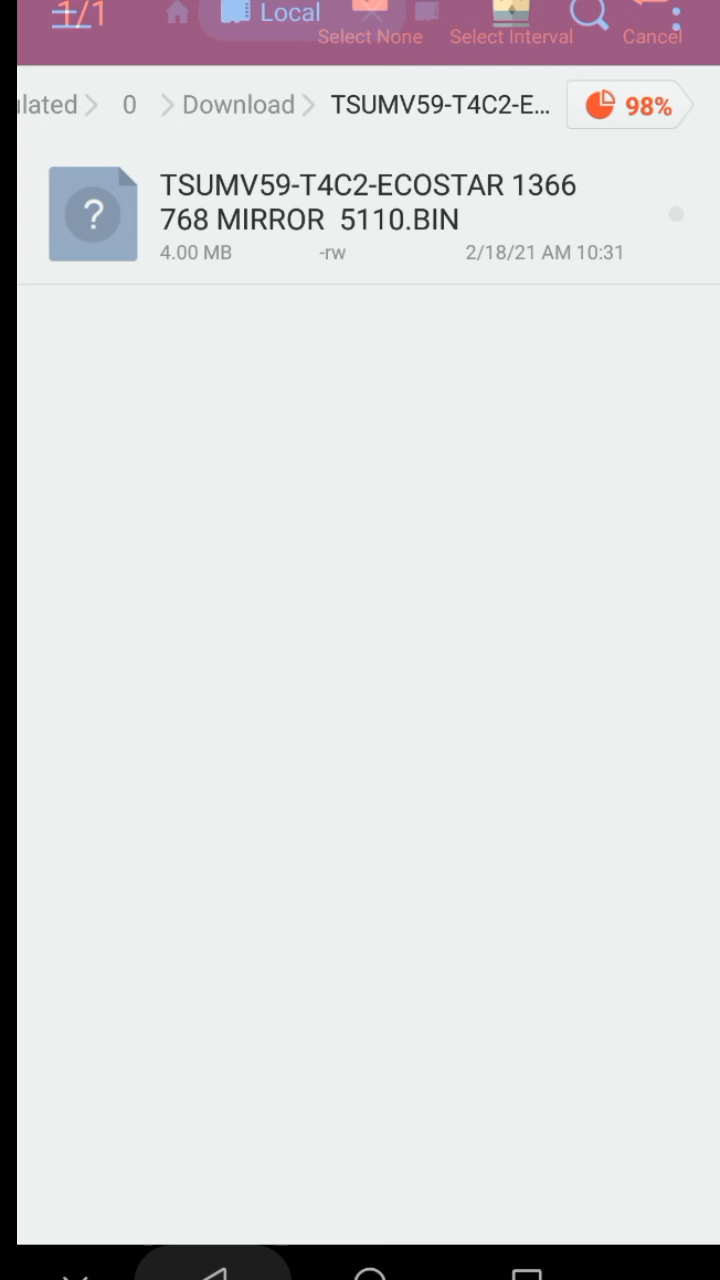 1/1
Local
Select None
Select Interval
Cancel
ulated
0
Download
TSUMV59-T4C2-E...
98%
?
TSUMV59-T4C2-ECOSTAR 1366
768 MIRROR  5110.BIN
4.00 MB
-rw
2/18/21 AM 10:31